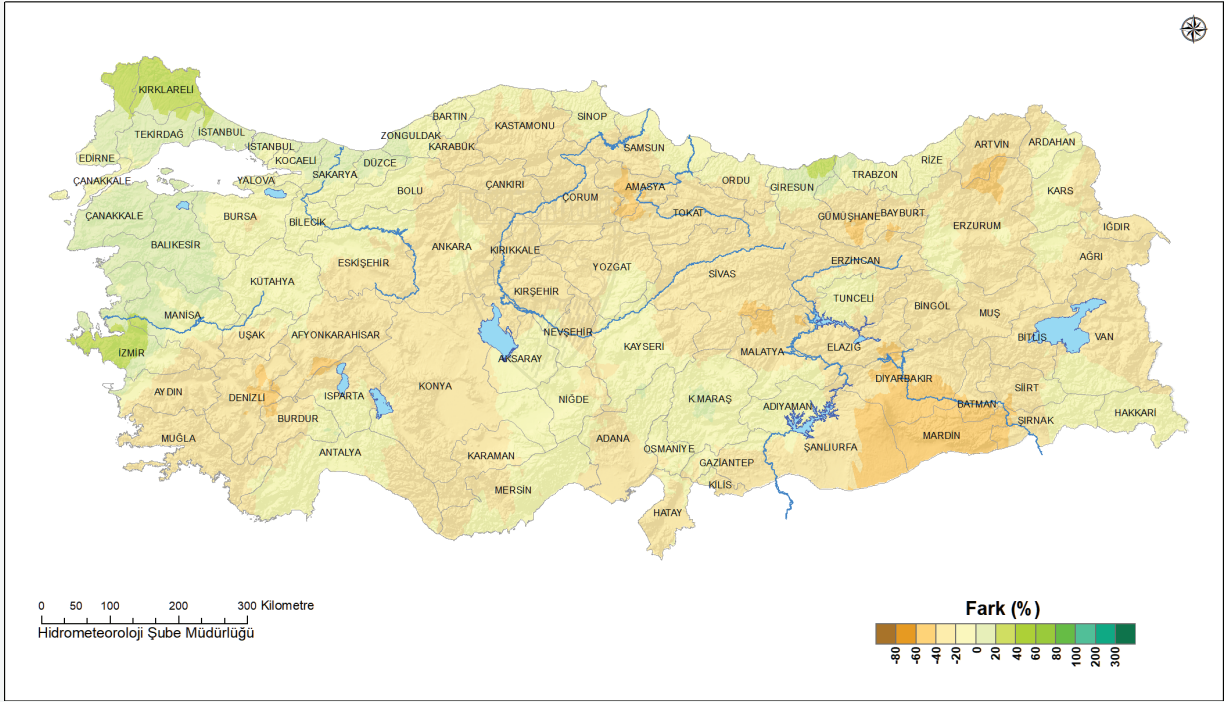 KIRKLARELİ
TEKİRDAĞ
İSTANBUL
EDİRNE
İSTANBUL
KOCAELİ
ÇANAKKALE
YALOVA
SAKARYA
DÜZCE
ZONGULDAK
BARTIN
KARABÜK
KASTAMONU
SİNOP
SAMSUN
BOLU
ÇANKIRI
ÇORUM
AMASYA
TOKAT
ORDU
GİRESUN
TRABZON
RİZE
ARTVİN
ARDAHAN
KARS
IĞDIR
GÜMÜŞHANE
BAYBURT
ERZURUM
AĞRI
ÇANAKKALE
BURSA
BİLECİK
BALIKESİR
ESKİŞEHİR
ANKARA
KIRIKKALE
YOZGAT
SİVAS
ERZİNCAN
KÜTAHYA
KIRŞEHİR
TUNCELİ
BİNGÖL
MUŞ
MANİSA
UŞAK
AFYONKARAHİSAR
NEVŞEHİR
KAYSERİ
MALATYA
ELAZIĞ
BİTLİS
VAN
İZMİR
AKSARAY
KONYA
AYDIN
DENİZLİ
ISPARTA
NİĞDE
K.MARAŞ
ADIYAMAN
DİYARBAKIR
BATMAN
SİİRT
ŞIRNAK
HAKKARİ
BURDUR
MUĞLA
ANTALYA
KARAMAN
ADANA
OSMANİYE
GAZİANTEP
ŞANLIURFA
MARDİN
MERSİN
KİLİS
HATAY
0 50 100 200 300 Kilometre
Hidrometeoroloji Şube Müdürlüğü
Fark (%)
-80 -60 -40 -20 0 20 40 60 80 100 200 300